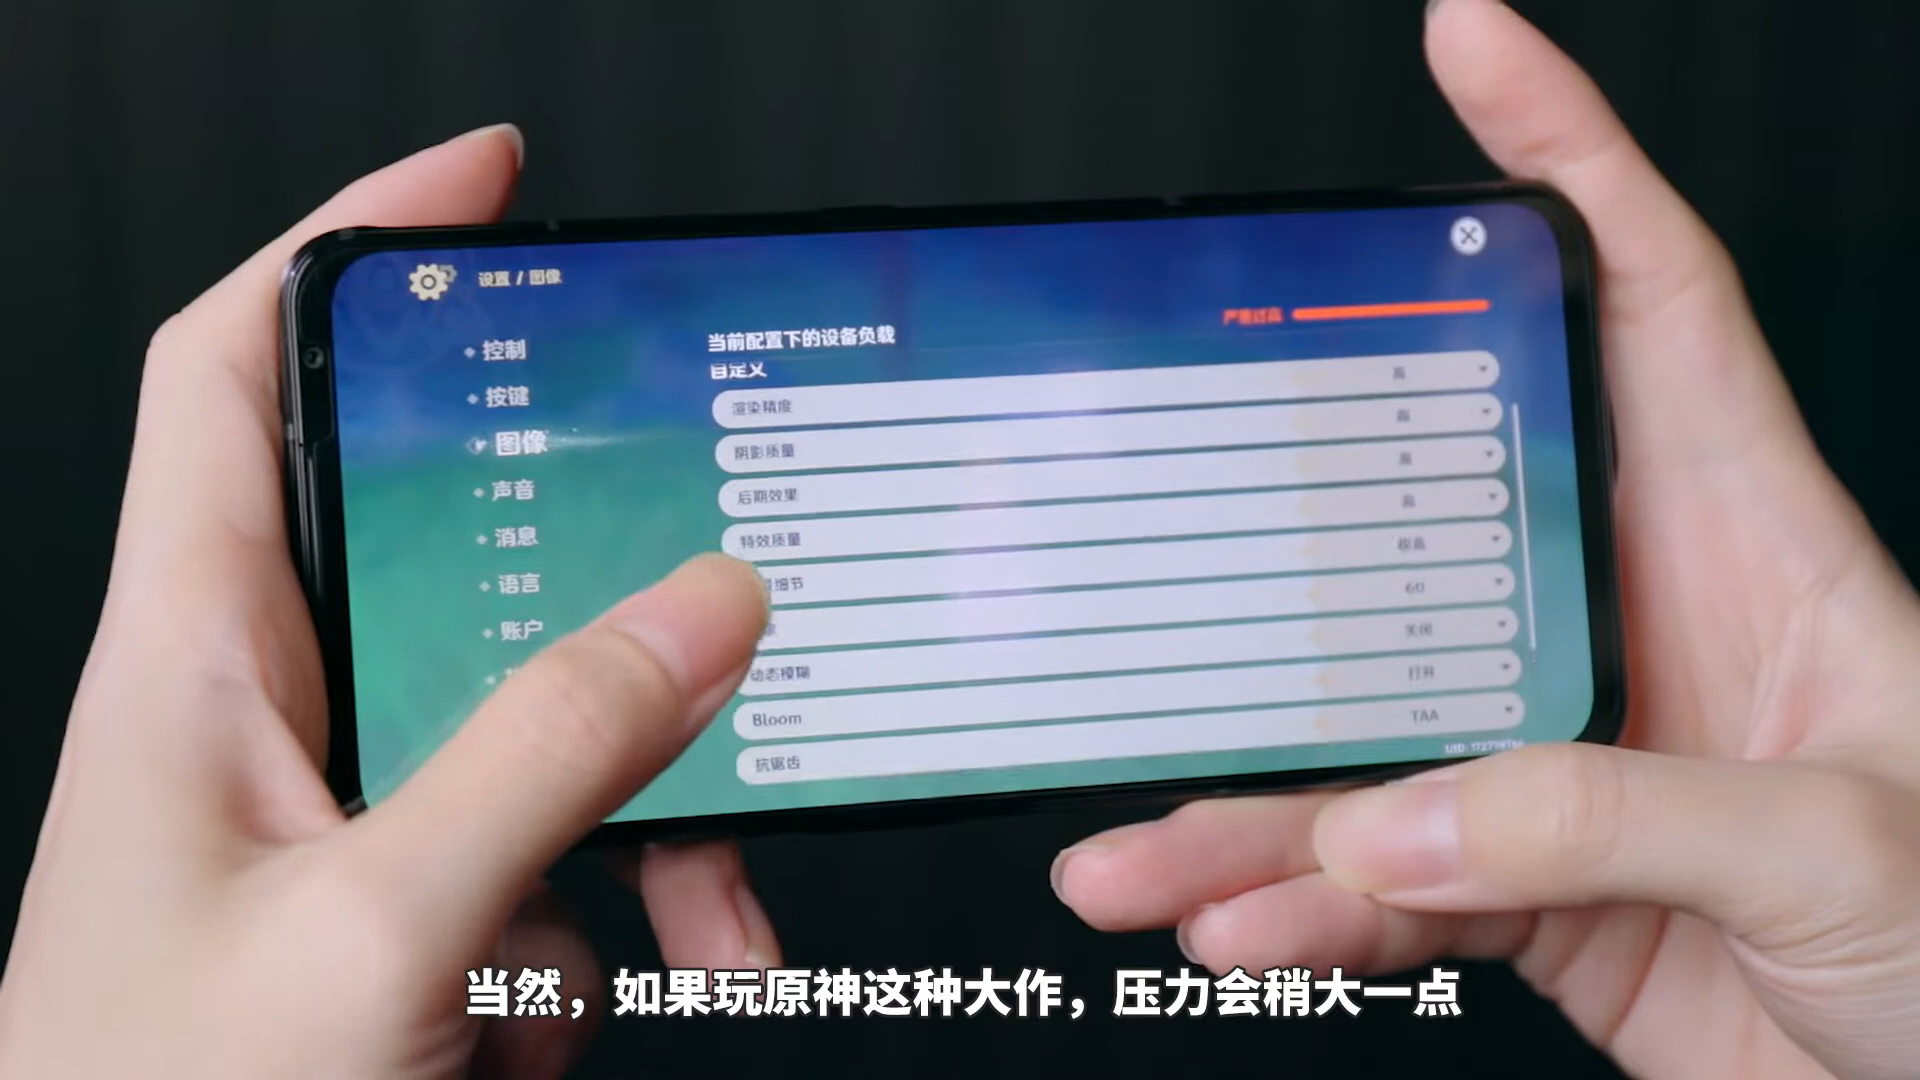 设置 / 图像
控制
按键
图像
声音
消息
语言
账户
当前配置下的设备负载
严重过高
自定义
渲染精度 高
阴影质量 高
后期效果 高
特效质量 高
细节 极高
60
动态模糊 关闭
Bloom 打开
抗锯齿 TAA
当然，如果玩原神这种大作，压力会稍大一点